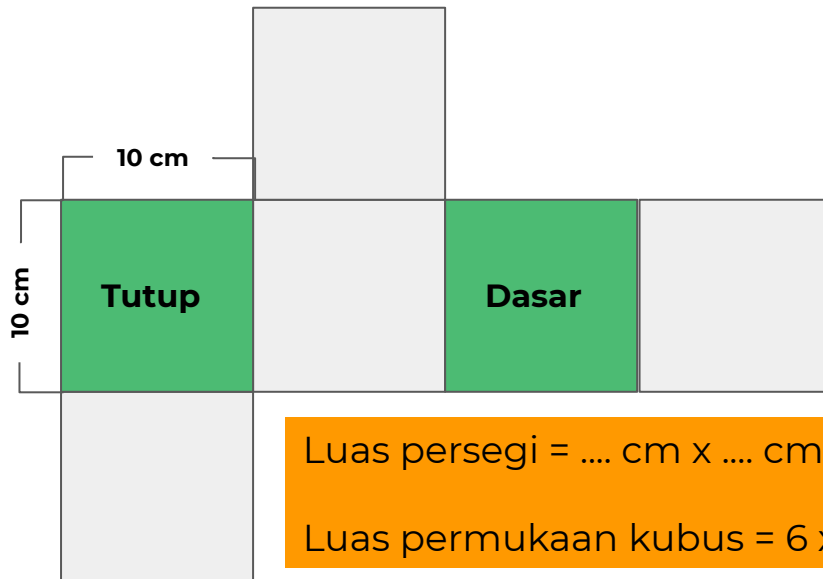 10 cm
10 cm
Tutup
Dasar
Luas persegi = .... cm x .... cm
Luas permukaan kubus = 6 x